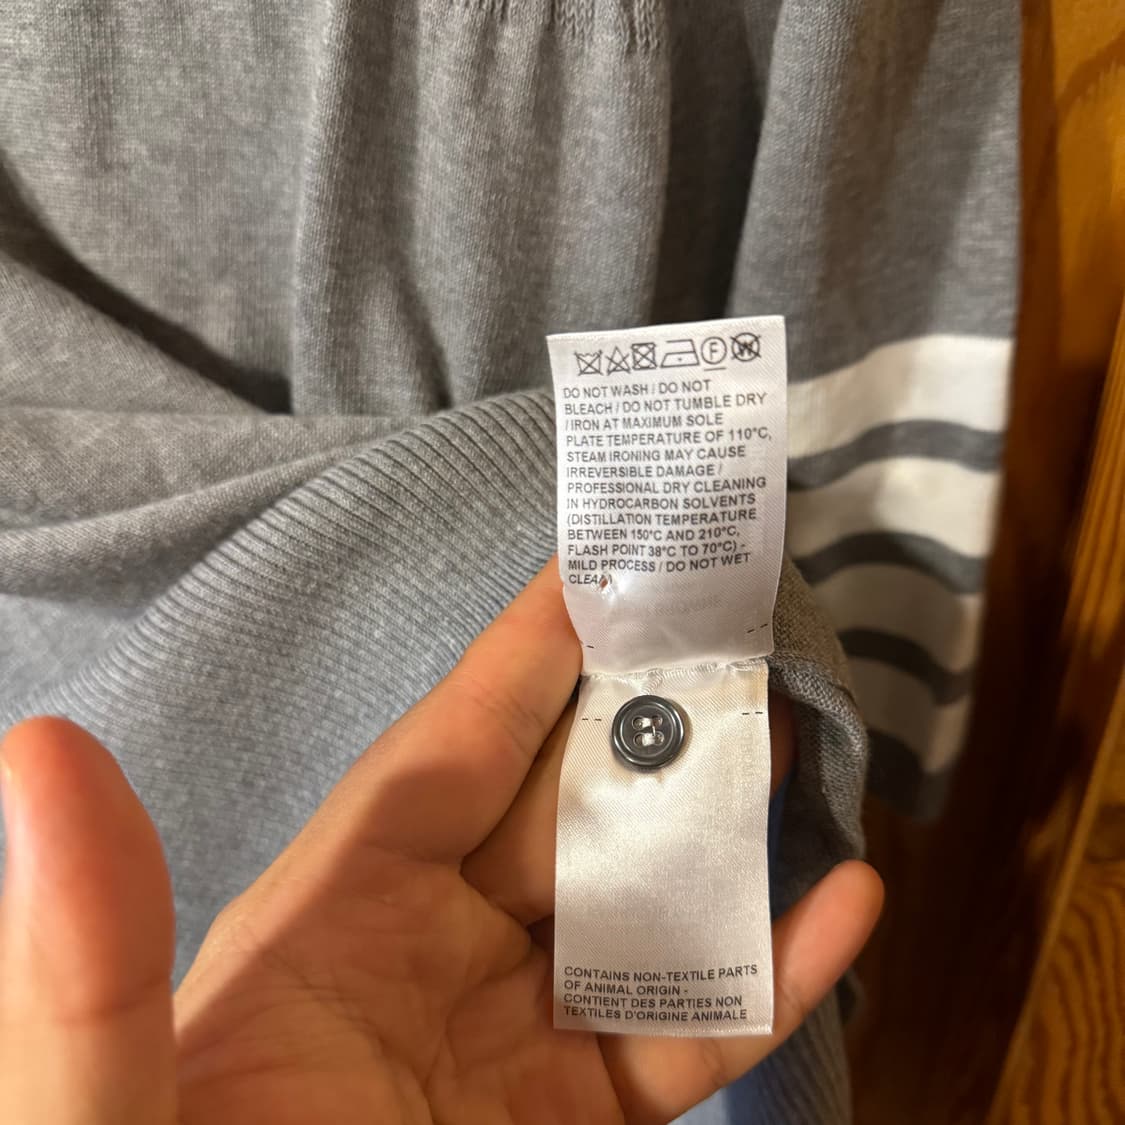 F W
DO NOT WASH / DO NOT
BLEACH / DO NOT TUMBLE DRY
/ IRON AT MAXIMUM SOLE
PLATE TEMPERATURE OF 110°C,
STEAM IRONING MAY CAUSE
IRREVERSIBLE DAMAGE /
PROFESSIONAL DRY CLEANING
IN HYDROCARBON SOLVENTS
(DISTILLATION TEMPERATURE
BETWEEN 150°C AND 210°C,
FLASH POINT 38°C TO 70°C) -
MILD PROCESS / DO NOT WET
CLEAN
CONTAINS NON-TEXTILE PARTS
OF ANIMAL ORIGIN -
CONTIENT DES PARTIES NON
TEXTILES D'ORIGINE ANIMALE